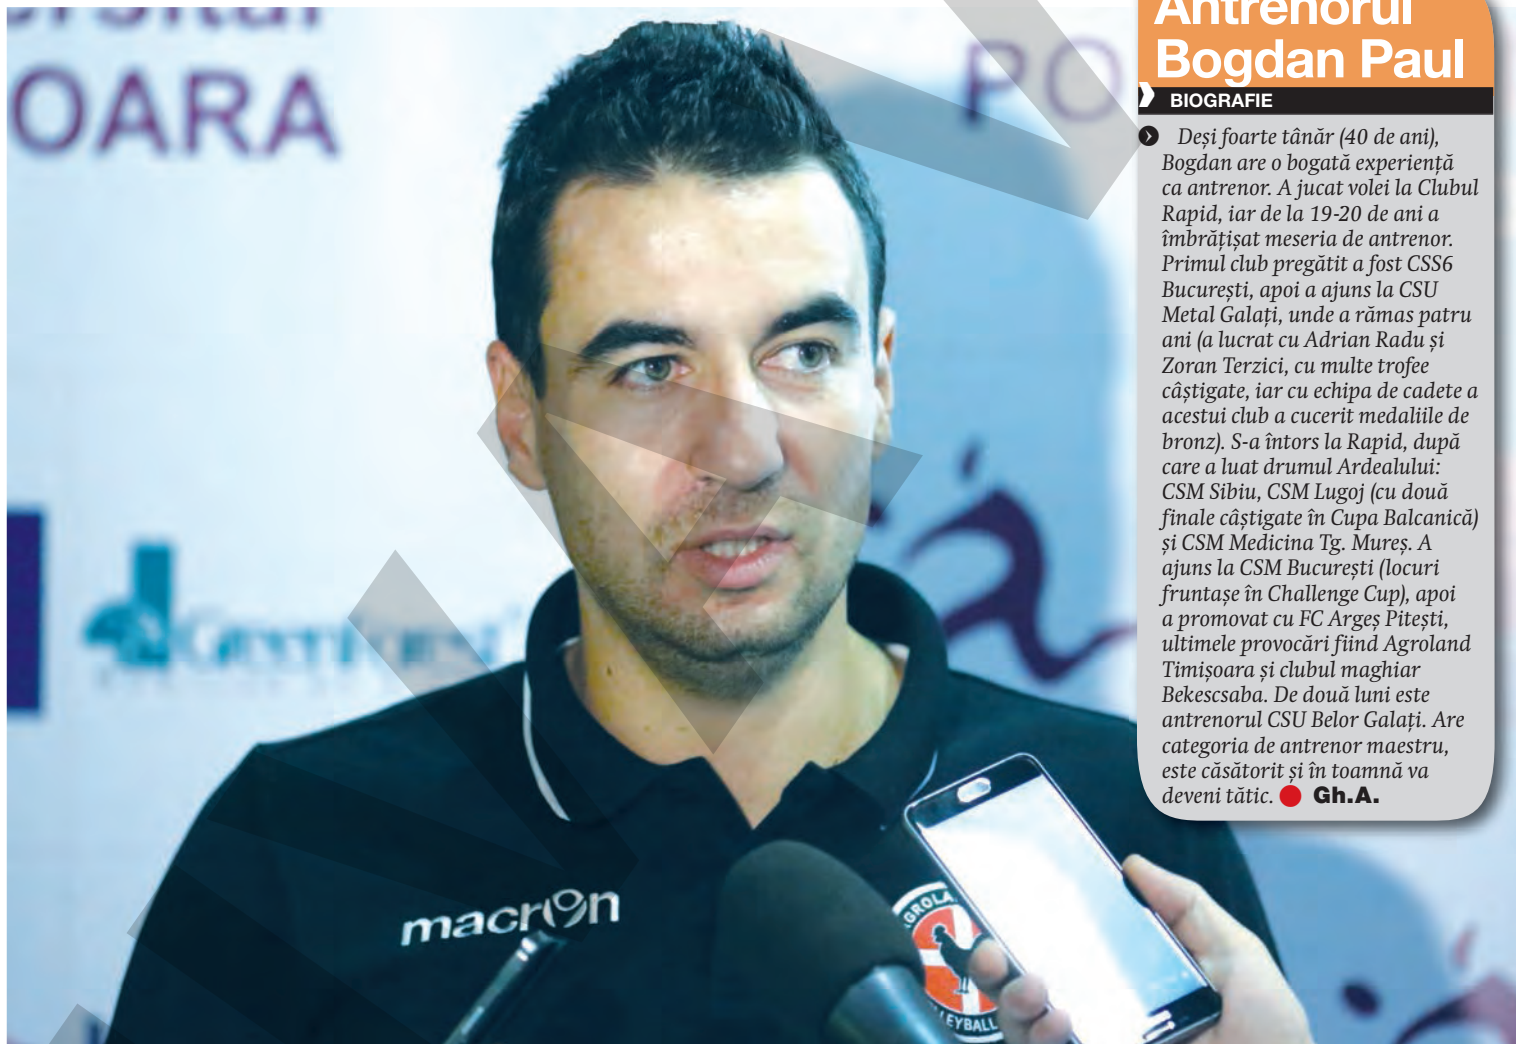 Antrenorul
Bogdan Paul
BIOGRAFIE
Deși foarte tânăr (40 de ani),
Bogdan are o bogată experiență
ca antrenor. A jucat volei la Clubul
Rapid, iar de la 19-20 de ani a
îmbrățișat meseria de antrenor.
Primul club pregătit a fost CSS6
București, apoi a ajuns la CSU
Metal Galați, unde a rămas patru
ani (a lucrat cu Adrian Radu și
Zoran Terzici, cu multe trofee
câștigate, iar cu echipa de cadete a
acestui club a cucerit medaliile de
bronz). S-a întors la Rapid, după
care a luat drumul Ardealului:
CSM Sibiu, CSM Lugoj (cu două
finale câștigate în Cupa Balcanică)
și CSM Medicina Tg. Mureș. A
ajuns la CSM București (locuri
fruntașe în Challenge Cup), apoi
a promovat cu FC Argeș Pitești,
ultimele provocări fiind Agroland
Timișoara și clubul maghiar
Bekescsaba. De două luni este
antrenorul CSU Belor Galați. Are
categoria de antrenor maestru,
este căsătorit și în toamnă va
deveni tătic. Gh.A.
OARA
PO
Greenforest
macron
AGROLA
LEYBALL